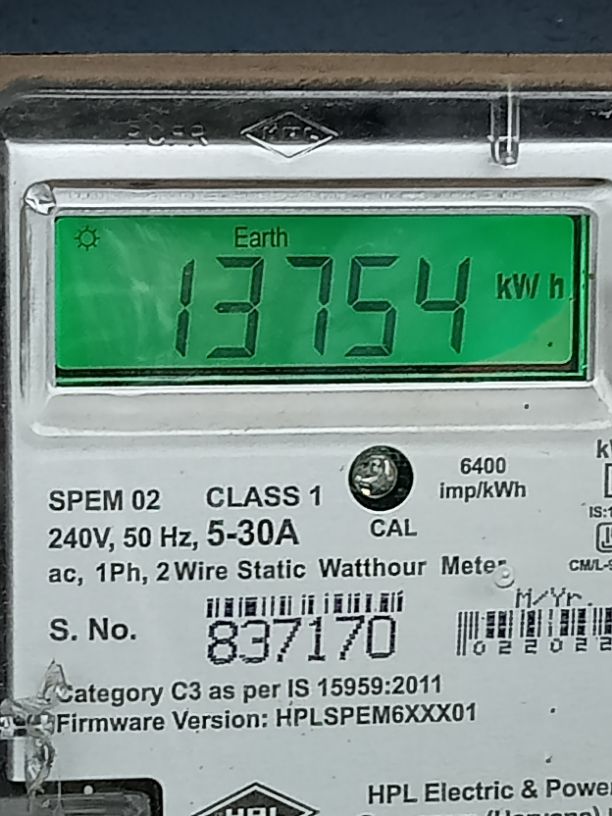 Earth
13754 kWh
6400
imp/kWh
SPEM 02 CLASS 1
CAL
240V, 50 Hz, 5-30A
ac, 1Ph, 2 Wire Static Watthour Meter
M/Yr.
S. No. 837170
02202
Category C3 as per IS 15959:2011
Firmware Version: HPLSPEM6XXX01
HPL Electric & Power
HPL